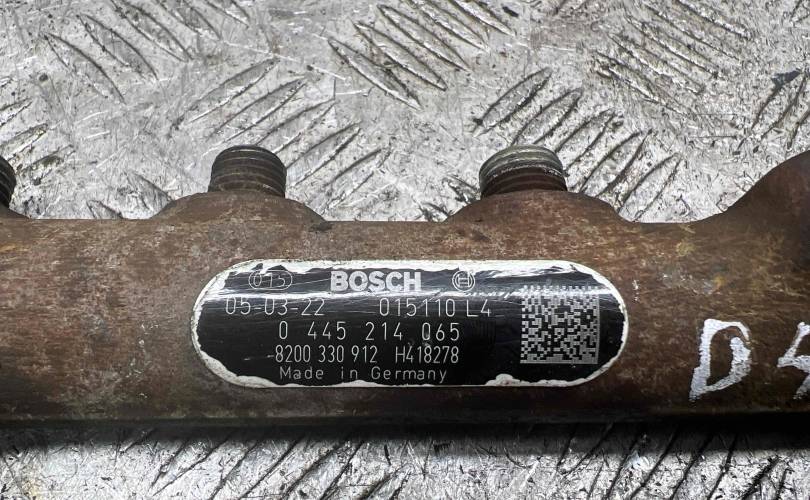 015 BOSCH
05-03-22 015110 L4
0 445 214 065
8200 330 912 H418278
Made in Germany